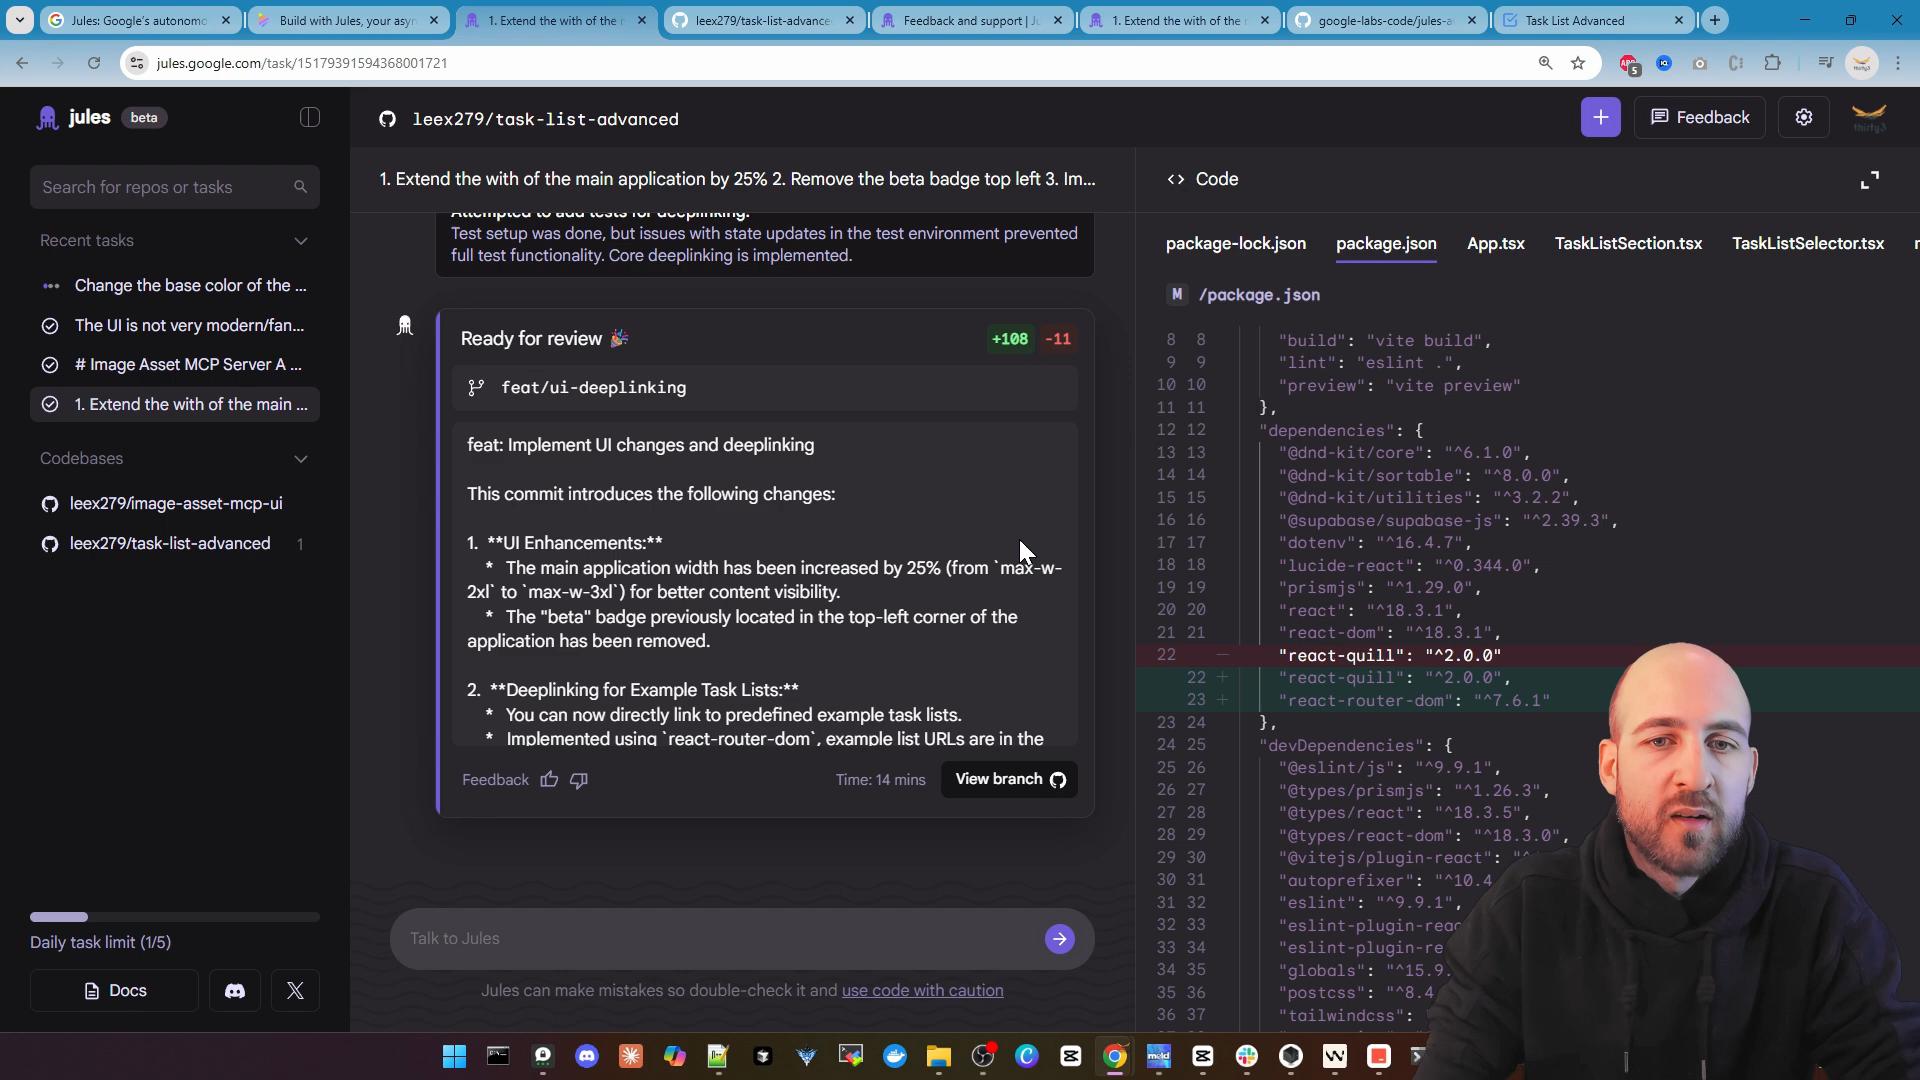 Jules: Google's autonomo
Build with Jules, your asyn
1. Extend the with of the
leex279/task-list-advance
Feedback and support | Ju
1. Extend the with of the
google-labs-code/jules-a
Task List Advanced
jules.google.com/task/15179391594368001721
jules beta
leex279/task-list-advanced
Feedback
thirty3
Search for repos or tasks
Recent tasks
Change the base color of the ...
The UI is not very modern/fan...
# Image Asset MCP Server A ...
1. Extend the with of the main ...
Codebases
leex279/image-asset-mcp-ui
leex279/task-list-advanced 1
Daily task limit (1/5)
Docs
1. Extend the with of the main application by 25% 2. Remove the beta badge top left 3. Im...
Attempted to add tests for deeplinking.
Test setup was done, but issues with state updates in the test environment prevented
full test functionality. Core deeplinking is implemented.
Ready for review 🎉 +108 -11
feat/ui-deeplinking
feat: Implement UI changes and deeplinking
This commit introduces the following changes:
1. **UI Enhancements:**
* The main application width has been increased by 25% (from `max-w-
2xl` to `max-w-3xl`) for better content visibility.
* The "beta" badge previously located in the top-left corner of the
application has been removed.
2. **Deeplinking for Example Task Lists:**
* You can now directly link to predefined example task lists.
* Implemented using `react-router-dom`, example list URLs are in the
Feedback Time: 14 mins View branch
Talk to Jules
Jules can make mistakes so double-check it and use code with caution
<> Code
package-lock.json package.json App.tsx TaskListSection.tsx TaskListSelector.tsx
M /package.json
8 8 "build": "vite build",
9 9 "lint": "eslint .",
10 10 "preview": "vite preview"
11 11 },
12 12 "dependencies": {
13 13 "@dnd-kit/core": "^6.1.0",
14 14 "@dnd-kit/sortable": "^8.0.0",
15 15 "@dnd-kit/utilities": "^3.2.2",
16 16 "@supabase/supabase-js": "^2.39.3",
17 17 "dotenv": "^16.4.7",
18 18 "lucide-react": "^0.344.0",
19 19 "prismjs": "^1.29.0",
20 20 "react": "^18.3.1",
21 21 "react-dom": "^18.3.1",
22 — "react-quill": "^2.0.0"
22 + "react-quill": "^2.0.0",
23 + "react-router-dom": "^7.6.1"
23 24 },
24 25 "devDependencies": {
25 26 "@eslint/js": "^9.9.1",
26 27 "@types/prismjs": "^1.26.3",
27 28 "@types/react": "^18.3.5",
28 29 "@types/react-dom": "^18.3.0",
29 30 "@vitejs/plugin-react": "^
30 31 "autoprefixer": "^10.4
31 32 "eslint": "^9.9.1",
32 33 "eslint-plugin-reac
33 34 "eslint-plugin-re
34 35 "globals": "^15.9.
35 36 "postcss": "^8.4
36 37 "tailwindcss":